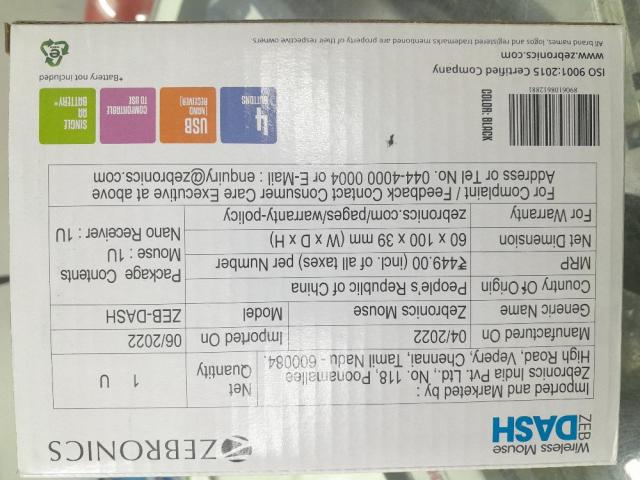 Wireless Mouse
ZEB
DASH
ZEBRONICS
Imported and Marketed by :
Zebronics India Pvt. Ltd., No. 118, Poonamallee
High Road, Vepery, Chennai, Tamil Nadu - 600084.
Net Quantity
1 U
Manufactured On 04/2022 Imported On 06/2022
Generic Name Zebronics Mouse Model ZEB-DASH
Country Of Origin People's Republic of China
MRP ₹449.00 (incl. of all taxes) per Number
Net Dimension 60 x 100 x 39 mm (W x D x H)
For Warranty zebronics.com/pages/warranty-policy
Package Contents
Mouse : 1U
Nano Receiver : 1U
For Complaint / Feedback Contact Consumer Care Executive at above
Address or Tel No. 044-4000 0004 or E-Mail : enquiry@zebronics.com
COLOR: BLACK
4
BUTTONS
USB
(NANO RECEIVER)
COMFORTABLE
TO USE
SINGLE
AA
BATTERY*
ISO 9001:2015 Certified Company
*Battery not included
www.zebronics.com
All brand names, logos and registered trademarks mentioned are property of their respective owners